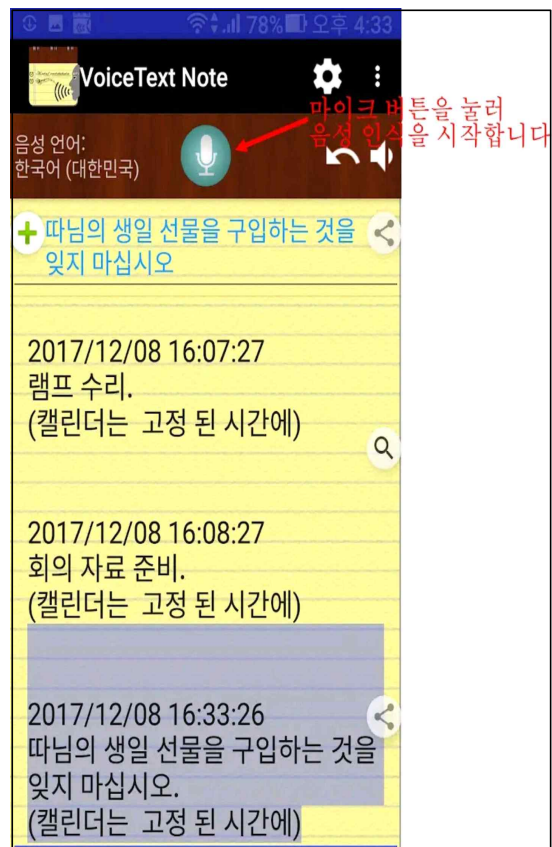 78% 오후 4:33
VoiceText Note
마이크 버튼을 눌러
음성 인식을 시작합니다
음성 언어:
한국어 (대한민국)
따님의 생일 선물을 구입하는 것을
잊지 마십시오
2017/12/08 16:07:27
램프 수리.
(캘린더는 고정 된 시간에)
2017/12/08 16:08:27
회의 자료 준비.
(캘린더는 고정 된 시간에)
2017/12/08 16:33:26
따님의 생일 선물을 구입하는 것을
잊지 마십시오.
(캘린더는 고정 된 시간에)